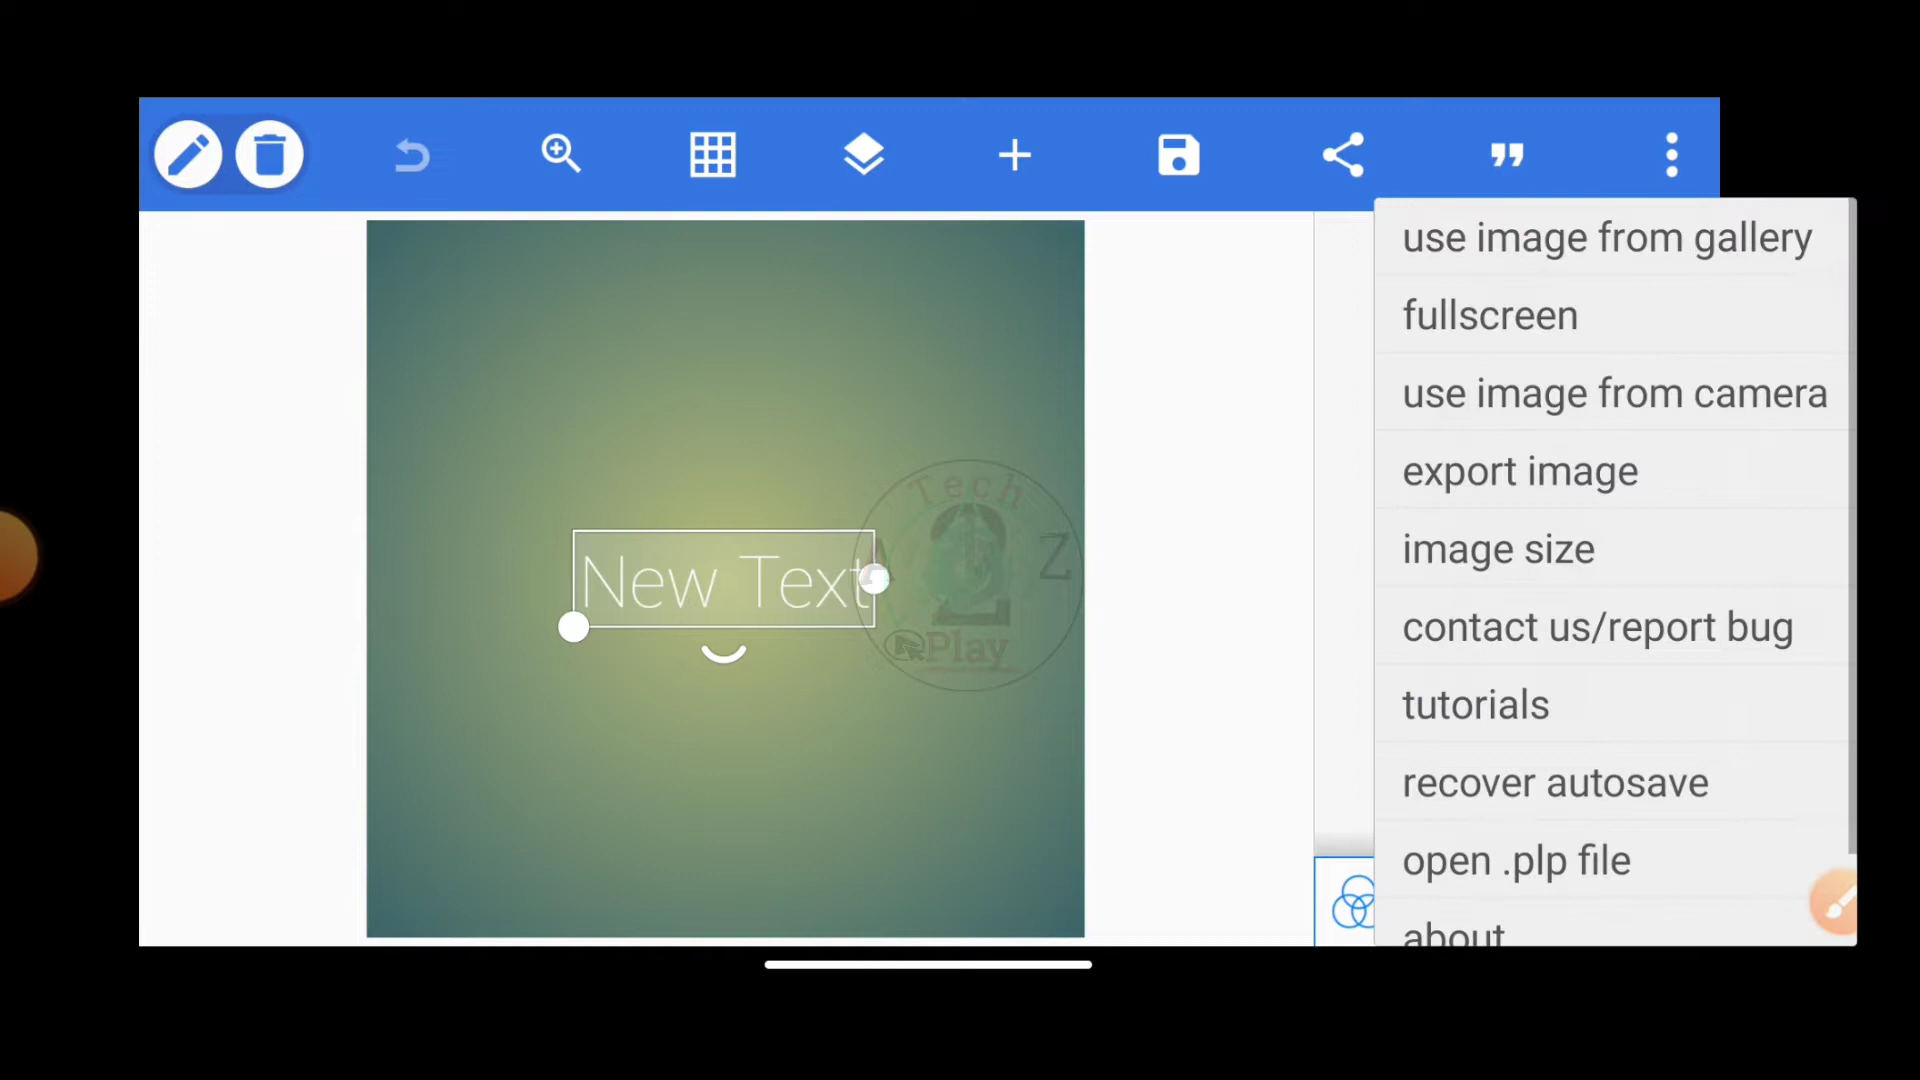 use image from gallery
fullscreen
use image from camera
export image
image size
contact us/report bug
tutorials
recover autosave
open .plp file
about
New Text
Tech
A 2 Z
Play